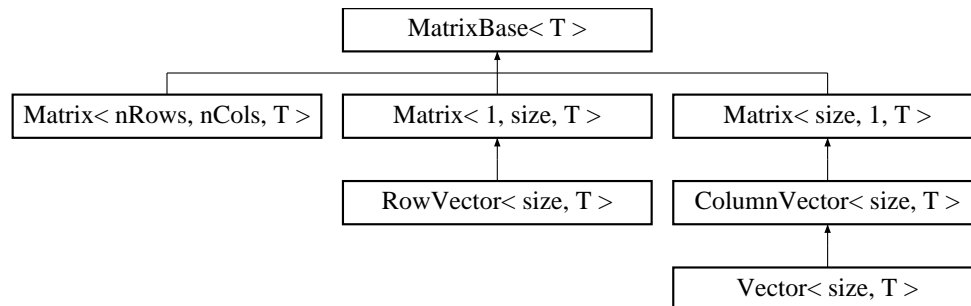 MatrixBase< T >
Matrix< nRows, nCols, T >
Matrix< 1, size, T >
Matrix< size, 1, T >
RowVector< size, T >
ColumnVector< size, T >
Vector< size, T >